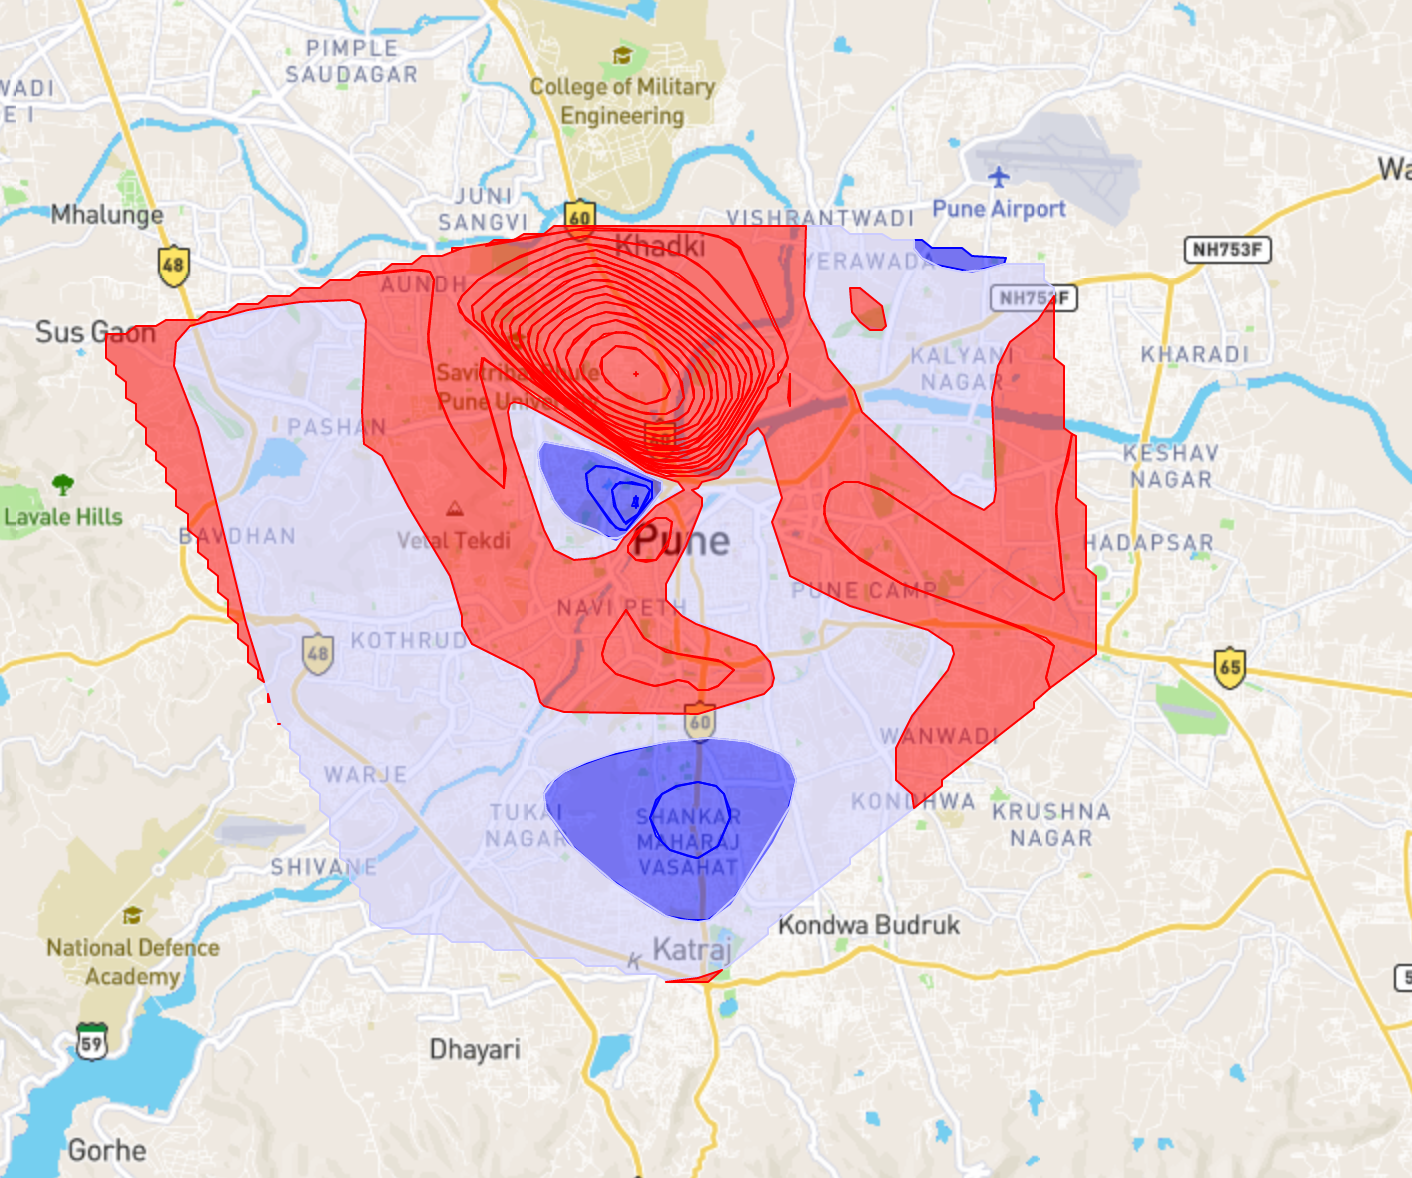 PIMPLE
SAUDAGAR
WADI
E I
College of Military
Engineering
JUNI
SANGVI
60
VISHRANTWADI
Pune Airport
Wa
Mhalunge
48
Khadki
YERAWADA
NH753F
AUNDH
NH753F
Sus Gaon
KALYANI
NAGAR
KHARADI
Savitribai Phule
Pune University
PASHAN
60
KESHAV
NAGAR
Lavale Hills
BAVDHAN
Vetal Tekdi
Pune
HADAPSAR
PUNE CAMP
NAVI PETH
48
KOTHRUD
65
60
WANWADI
WARJE
KONDHWA
KRUSHNA
NAGAR
TUKAI
NAGAR
SHANKAR
MAHARAJ
VASAHAT
SHIVANE
Kondwa Budruk
National Defence
Academy
K
Katraj
5
59
Dhayari
Gorhe